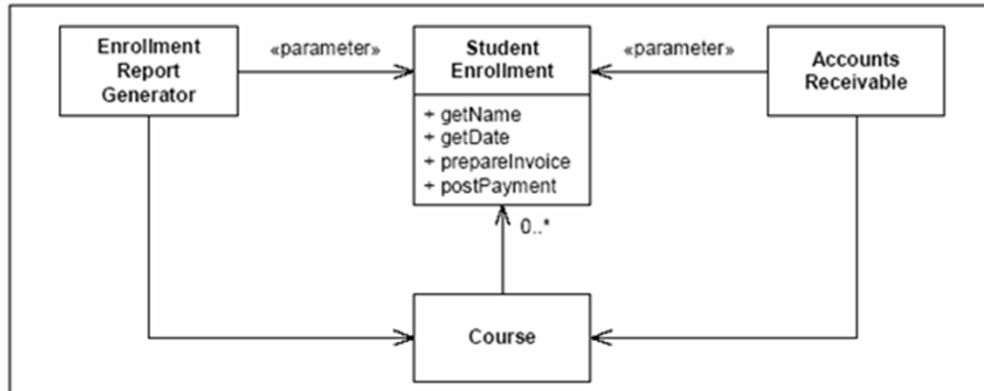 Enrollment
Report
Generator
«parameter»
Student
Enrollment
+ getName
+ getDate
+ prepareInvoice
+ postPayment
«parameter»
Accounts
Receivable
0..*
Course